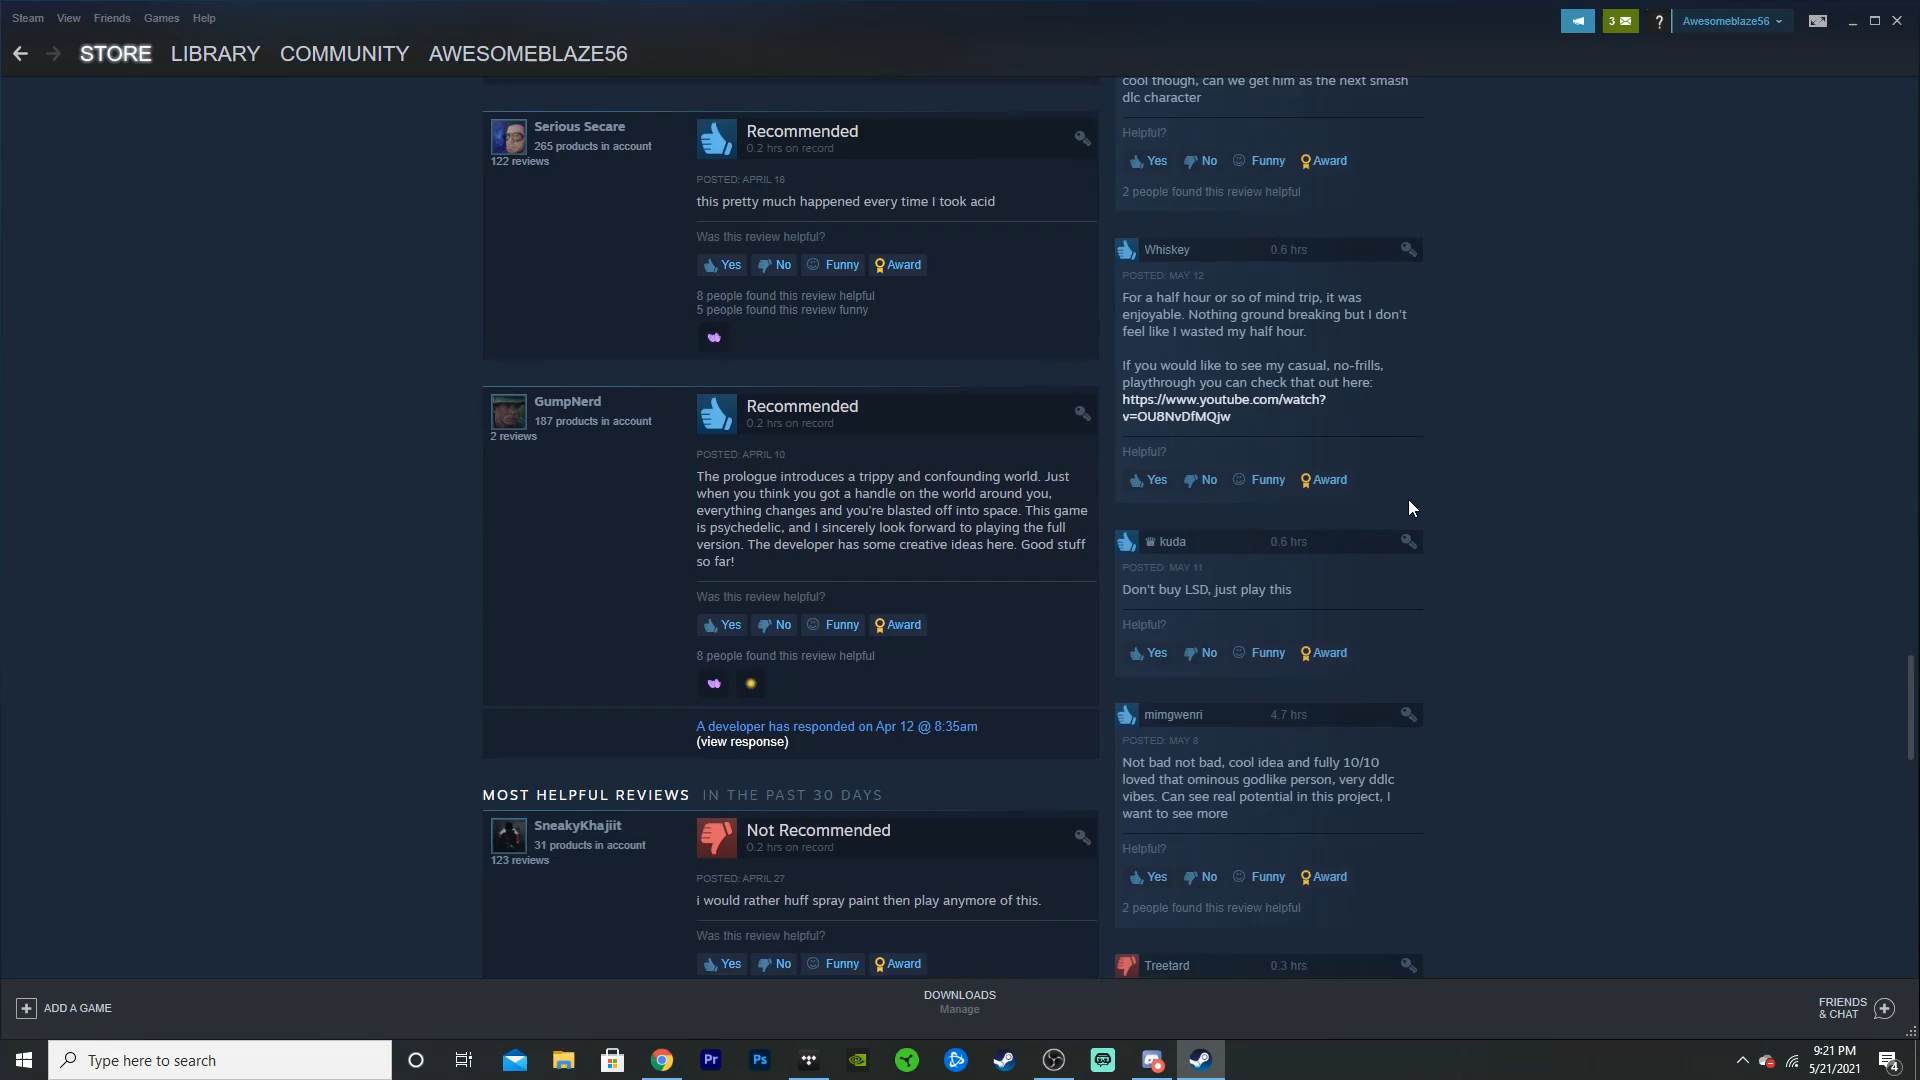 Steam View Friends Games Help
3 ? Awesomeblaze56
STORE LIBRARY COMMUNITY AWESOMEBLAZE56
Serious Secare
265 products in account
122 reviews
Recommended
0.2 hrs on record
POSTED: APRIL 18
this pretty much happened every time I took acid
Was this review helpful?
Yes No Funny Award
8 people found this review helpful
5 people found this review funny
GumpNerd
187 products in account
2 reviews
Recommended
0.2 hrs on record
POSTED: APRIL 10
The prologue introduces a trippy and confounding world. Just
when you think you got a handle on the world around you,
everything changes and you're blasted off into space. This game
is psychedelic, and I sincerely look forward to playing the full
version. The developer has some creative ideas here. Good stuff
so far!
Was this review helpful?
Yes No Funny Award
8 people found this review helpful
A developer has responded on Apr 12 @ 8:35am
(view response)
MOST HELPFUL REVIEWS IN THE PAST 30 DAYS
SneakyKhajiit
31 products in account
123 reviews
Not Recommended
0.2 hrs on record
POSTED: APRIL 27
i would rather huff spray paint then play anymore of this.
Was this review helpful?
Yes No Funny Award
cool though, can we get him as the next smash
dlc character
Helpful?
Yes No Funny Award
2 people found this review helpful
Whiskey 0.6 hrs
POSTED: MAY 12
For a half hour or so of mind trip, it was
enjoyable. Nothing ground breaking but I don't
feel like I wasted my half hour.
If you would like to see my casual, no-frills,
playthrough you can check that out here:
https://www.youtube.com/watch?
v=OU8NvDfMQjw
Helpful?
Yes No Funny Award
♛ kuda 0.6 hrs
POSTED: MAY 11
Don't buy LSD, just play this
Helpful?
Yes No Funny Award
mimgwenri 4.7 hrs
POSTED: MAY 8
Not bad not bad, cool idea and fully 10/10
loved that ominous godlike person, very ddlc
vibes. Can see real potential in this project, I
want to see more
Helpful?
Yes No Funny Award
2 people found this review helpful
Treetard 0.3 hrs
ADD A GAME
DOWNLOADS
Manage
FRIENDS
& CHAT
Type here to search
Pr Ps
9:21 PM
5/21/2021
4